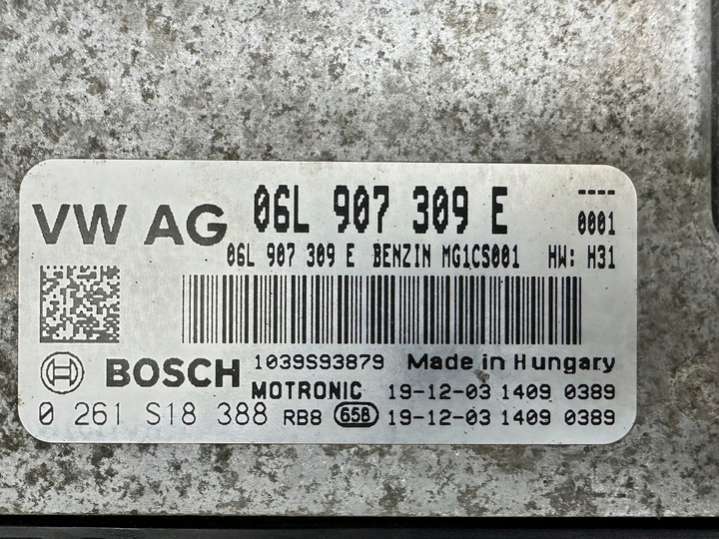 VW AG 06L 907 309 E ----
0001
06L 907 309 E BENZIN MG1CS001 HW: H31
BOSCH 1039S93879 Made in Hungary
MOTRONIC 19-12-03 1409 0389
0 261 S18 388 RB8 658 19-12-03 1409 0389